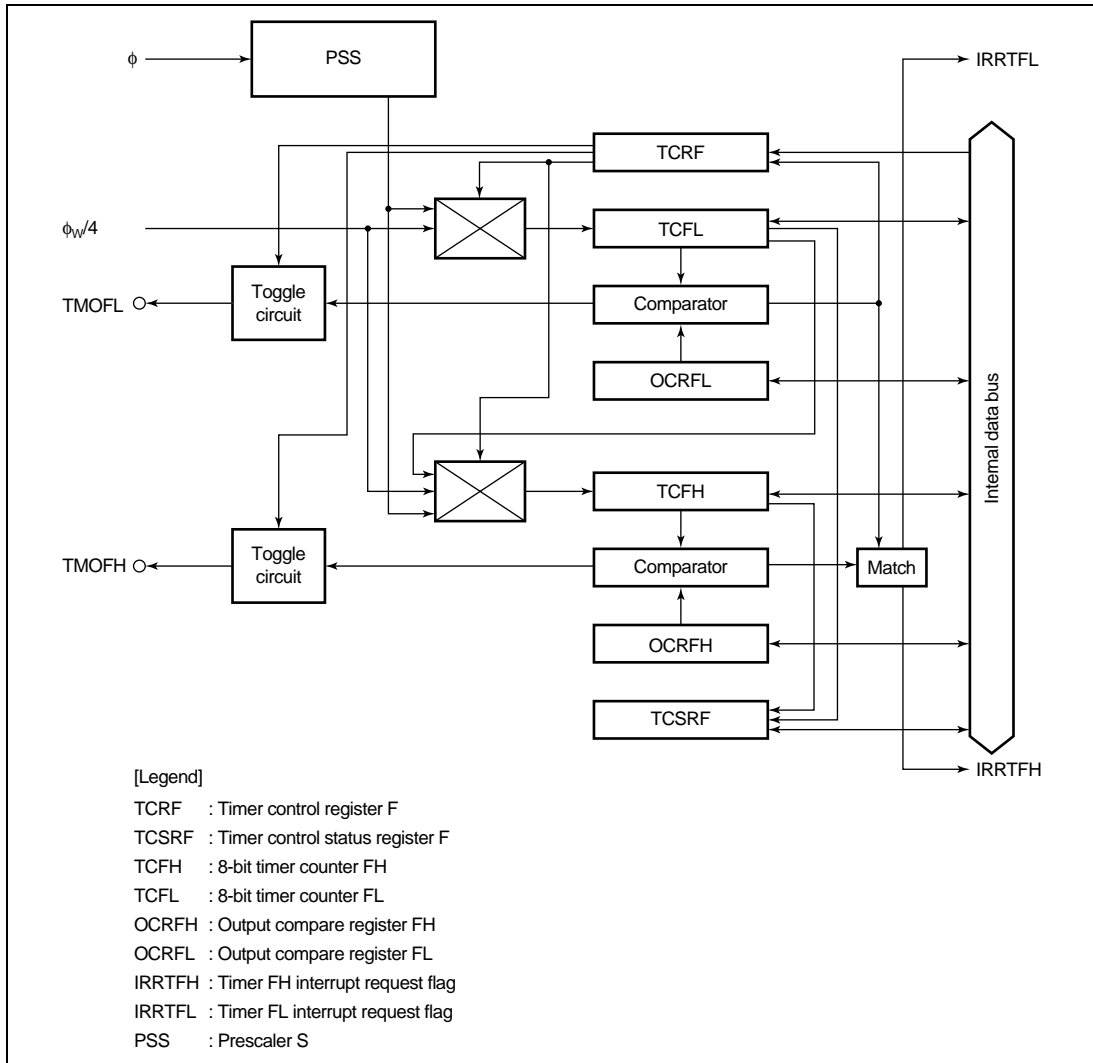 PSS
ϕ
IRRTFL
TCRF
ϕW/4
TCFL
Toggle
circuit
TMOFL
Comparator
OCRFL
Internal data bus
TCFH
Toggle
circuit
TMOFH
Comparator
Match
OCRFH
TCSRF
IRRTFH
[Legend]
TCRF : Timer control register F
TCSRF : Timer control status register F
TCFH : 8-bit timer counter FH
TCFL : 8-bit timer counter FL
OCRFH : Output compare register FH
OCRFL : Output compare register FL
IRRTFH : Timer FH interrupt request flag
IRRTFL : Timer FL interrupt request flag
PSS : Prescaler S